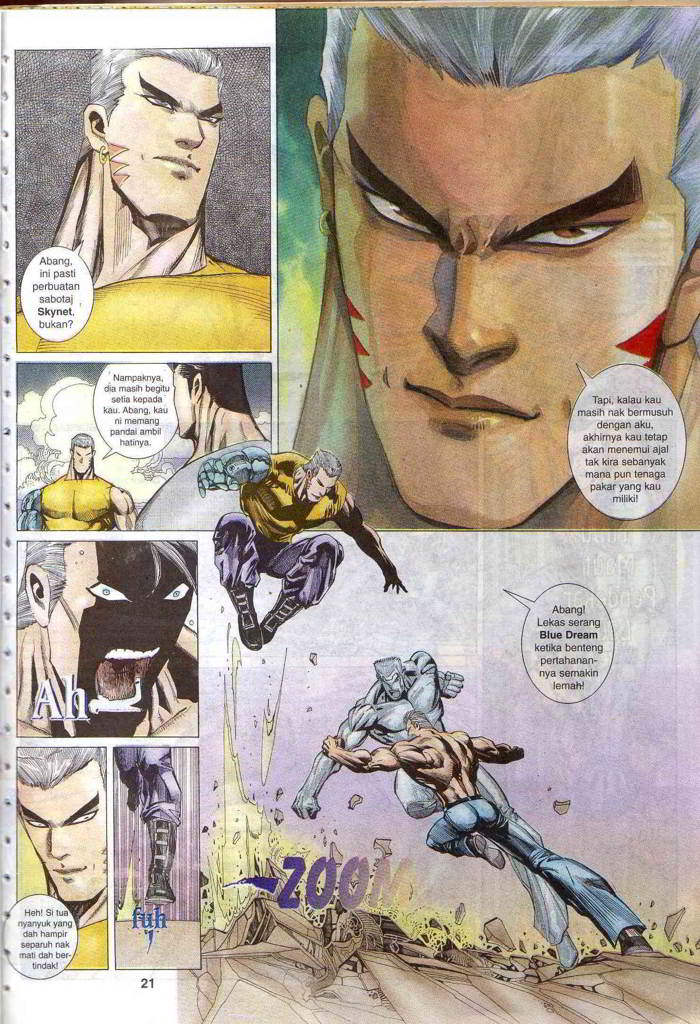 Abang,
ini pasti
perbuatan
sabotaj
Skynet,
bukan?
Tapi, kalau kau
masih nak bermusuh
dengan aku,
akhirnya kau tetap
akan menemui ajal
tak kira sebanyak
mana pun tenaga
pakar yang kau
miliki!
Nampaknya,
dia masih begitu
setia kepada
kau. Abang, kau
ni memang
pandai ambil
hatinya.
Ah
Abang!
Lekas serang
Blue Dream
ketika benteng
pertahanan-
nya semakin
lemah!
Heh! Si tua
nyanyuk yang
dah hampir
separuh nak
mati dah ber-
tindak!
fuh
ZOOM
21